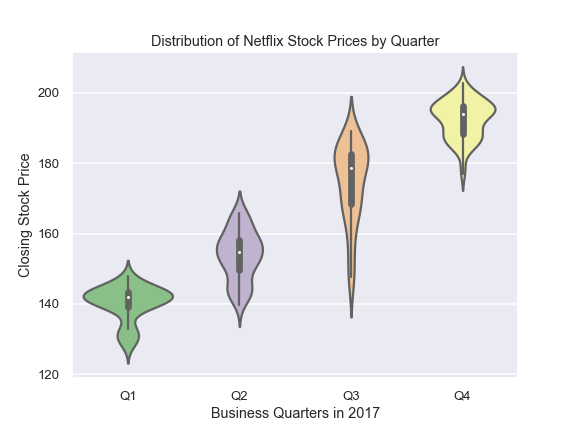 Distribution of Netflix Stock Prices by Quarter
200
180
160
140
120
Closing Stock Price
Q1 Q2 Q3 Q4
Business Quarters in 2017